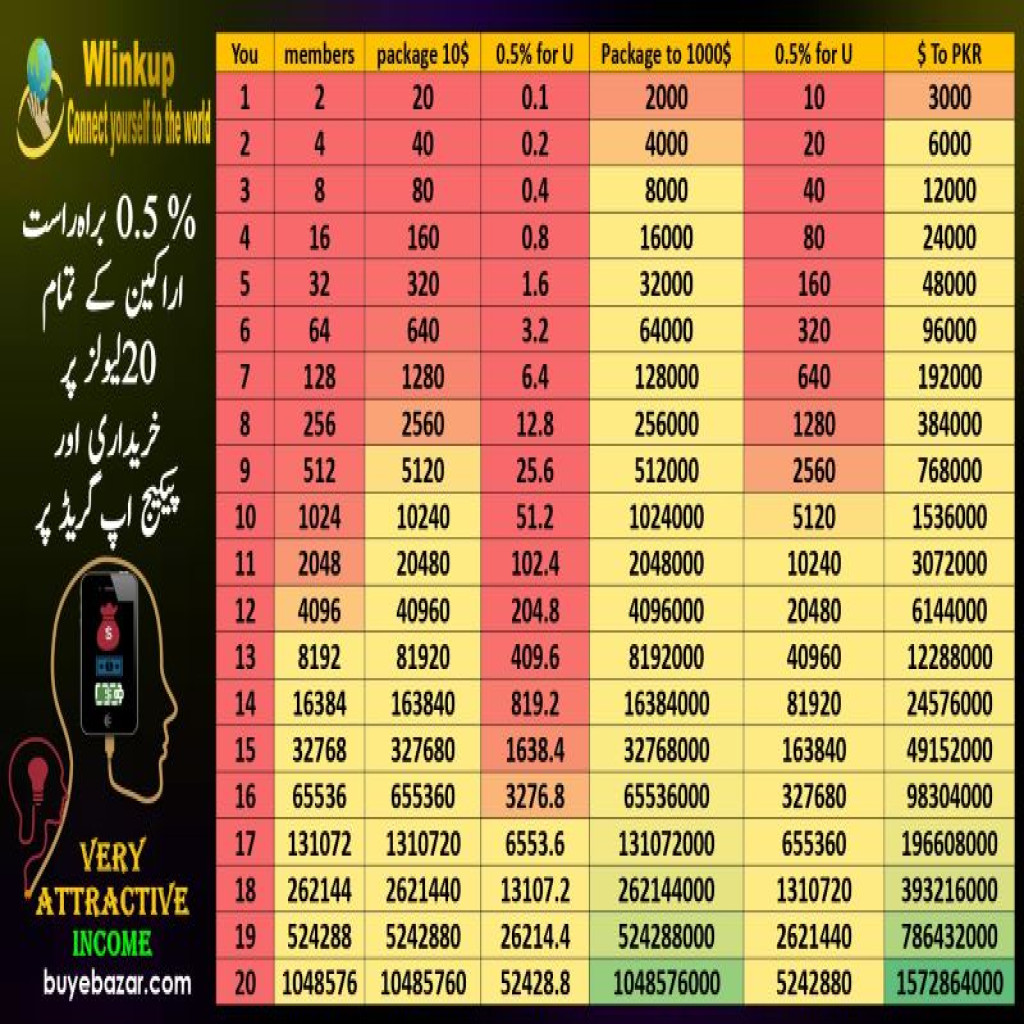 Wlinkup
Connect yourself to the world
0.5 % براہ راست
اراکین کے تمام
20لیولز پر
خریداری اور
پیکیج اپ گریڈ پر
VERY
ATTRACTIVE
INCOME
buyebazar.com
You members package 10$ 0.5% for U Package to 1000$ 0.5% for U $ To PKR
1 2 20 0.1 2000 10 3000
2 4 40 0.2 4000 20 6000
3 8 80 0.4 8000 40 12000
4 16 160 0.8 16000 80 24000
5 32 320 1.6 32000 160 48000
6 64 640 3.2 64000 320 96000
7 128 1280 6.4 128000 640 192000
8 256 2560 12.8 256000 1280 384000
9 512 5120 25.6 512000 2560 768000
10 1024 10240 51.2 1024000 5120 1536000
11 2048 20480 102.4 2048000 10240 3072000
12 4096 40960 204.8 4096000 20480 6144000
13 8192 81920 409.6 8192000 40960 12288000
14 16384 163840 819.2 16384000 81920 24576000
15 32768 327680 1638.4 32768000 163840 49152000
16 65536 655360 3276.8 65536000 327680 98304000
17 131072 1310720 6553.6 131072000 655360 196608000
18 262144 2621440 13107.2 262144000 1310720 393216000
19 524288 5242880 26214.4 524288000 2621440 786432000
20 1048576 10485760 52428.8 1048576000 5242880 1572864000